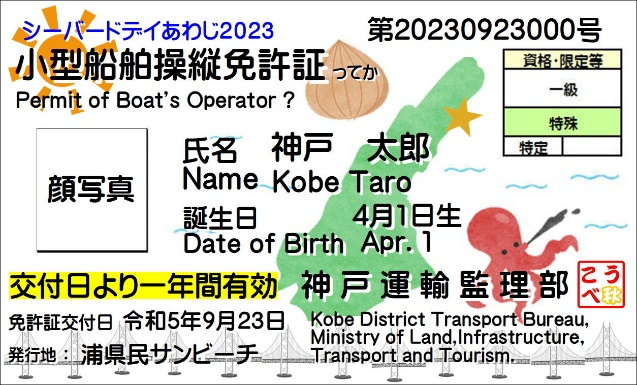 シーバードデイあわじ2023
第20230923000号
小型船舶操縦免許証ってか
Permit of Boat's Operator ?
資格・限定等
一級
特殊
特定
顔写真
氏名 神戸 太郎
Name Kobe Taro
誕生日 4月1日生
Date of Birth Apr. 1
交付日より一年間有効 神戸運輸監理部
こうべ秋
免許証交付日 令和5年9月23日
Kobe District Transport Bureau,
Ministry of Land,Infrastructure,
Transport and Tourism.
発行地： 浦県民サンビーチ